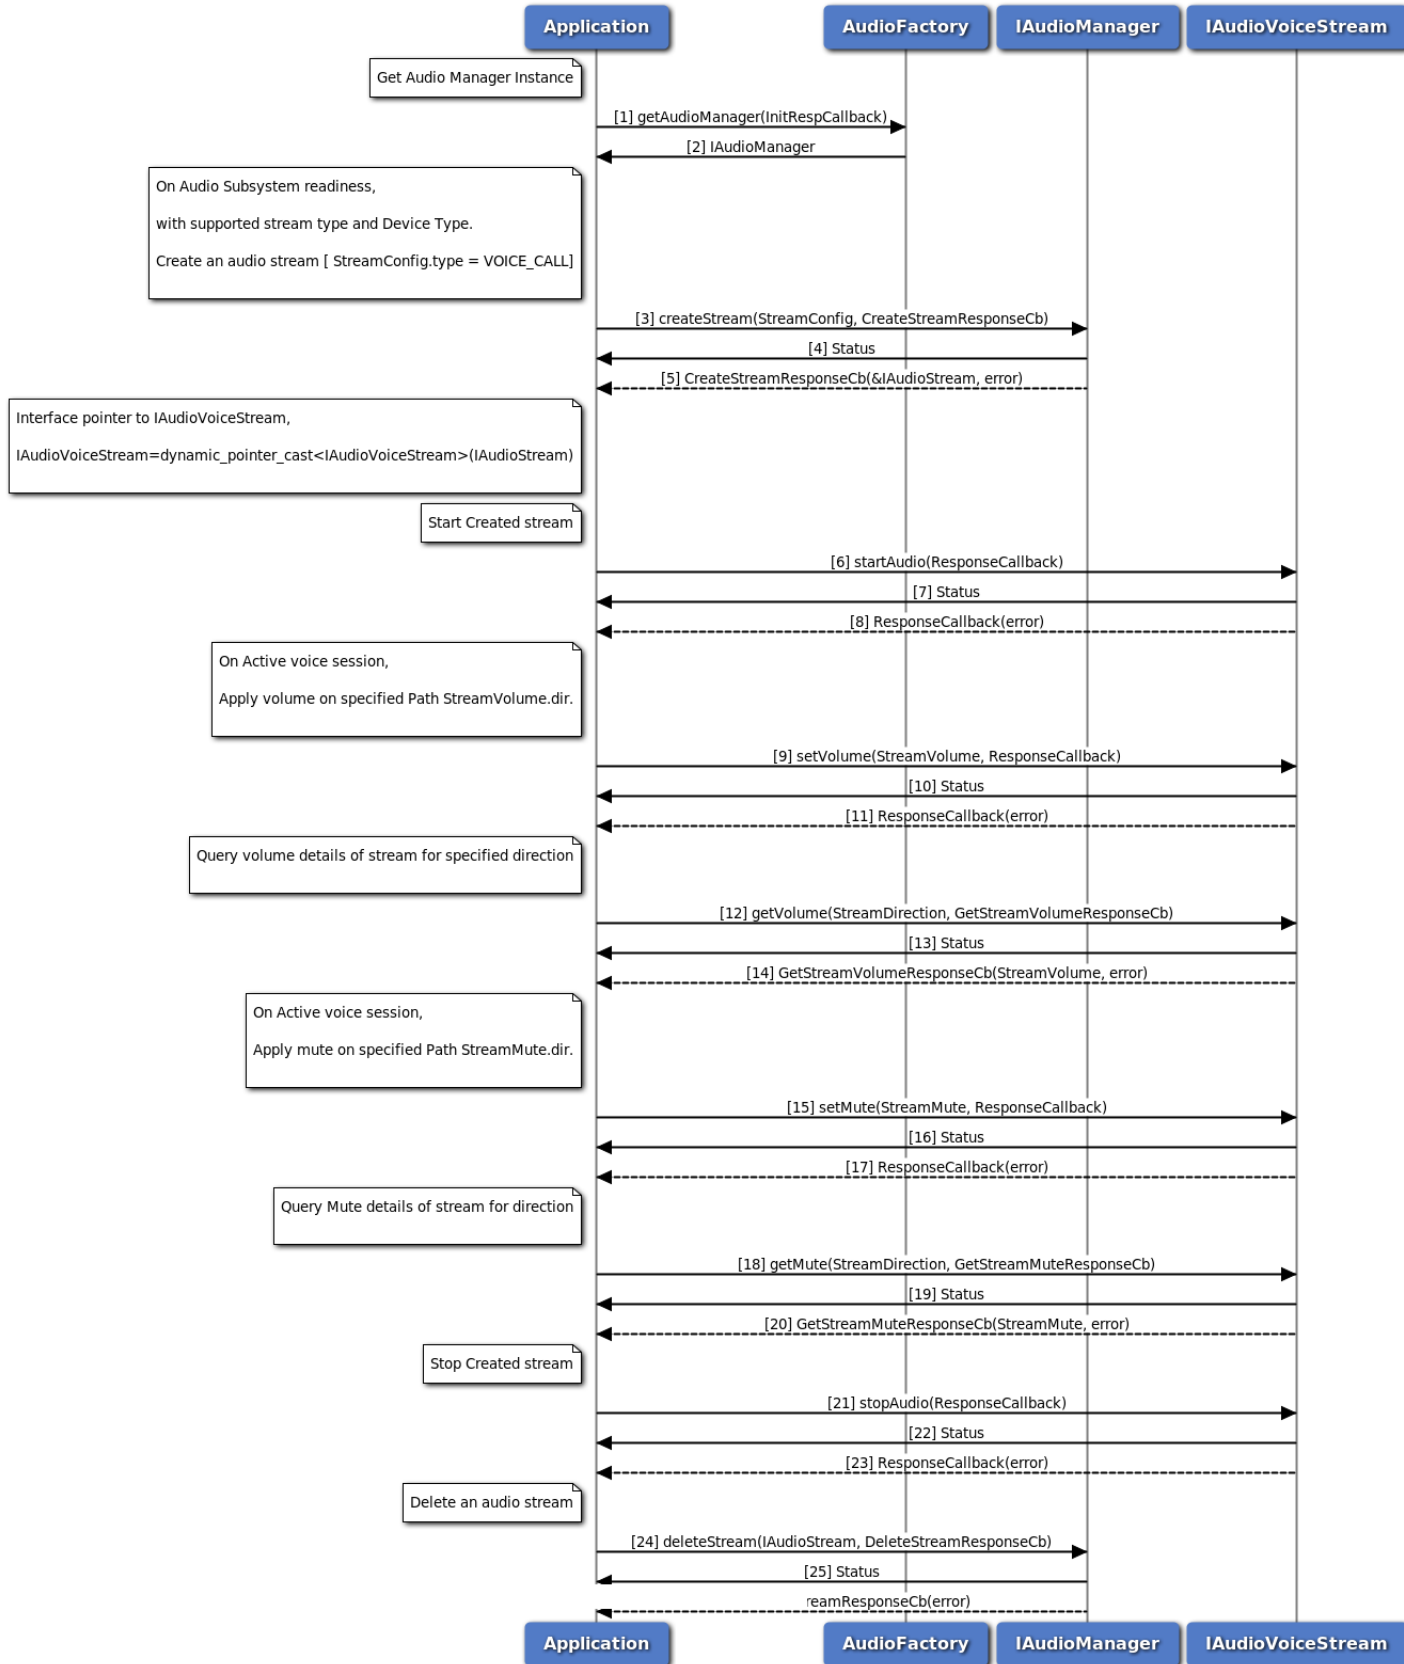 Application
AudioFactory
IAudioManager
IAudioVoiceStream
Get Audio Manager Instance
[1] getAudioManager(InitRespCallback)
[2] IAudioManager
On Audio Subsystem readiness,
with supported stream type and Device Type.
Create an audio stream [ StreamConfig.type = VOICE_CALL]
[3] createStream(StreamConfig, CreateStreamResponseCb)
[4] Status
[5] CreateStreamResponseCb(&IAudioStream, error)
Interface pointer to IAudioVoiceStream,
IAudioVoiceStream=dynamic_pointer_cast<IAudioVoiceStream>(IAudioStream)
Start Created stream
[6] startAudio(ResponseCallback)
[7] Status
[8] ResponseCallback(error)
On Active voice session,
Apply volume on specified Path StreamVolume.dir.
[9] setVolume(StreamVolume, ResponseCallback)
[10] Status
[11] ResponseCallback(error)
Query volume details of stream for specified direction
[12] getVolume(StreamDirection, GetStreamVolumeResponseCb)
[13] Status
[14] GetStreamVolumeResponseCb(StreamVolume, error)
On Active voice session,
Apply mute on specified Path StreamMute.dir.
[15] setMute(StreamMute, ResponseCallback)
[16] Status
[17] ResponseCallback(error)
Query Mute details of stream for direction
[18] getMute(StreamDirection, GetStreamMuteResponseCb)
[19] Status
[20] GetStreamMuteResponseCb(StreamMute, error)
Stop Created stream
[21] stopAudio(ResponseCallback)
[22] Status
[23] ResponseCallback(error)
Delete an audio stream
[24] deleteStream(IAudioStream, DeleteStreamResponseCb)
[25] Status
reamResponseCb(error)
Application
AudioFactory
IAudioManager
IAudioVoiceStream